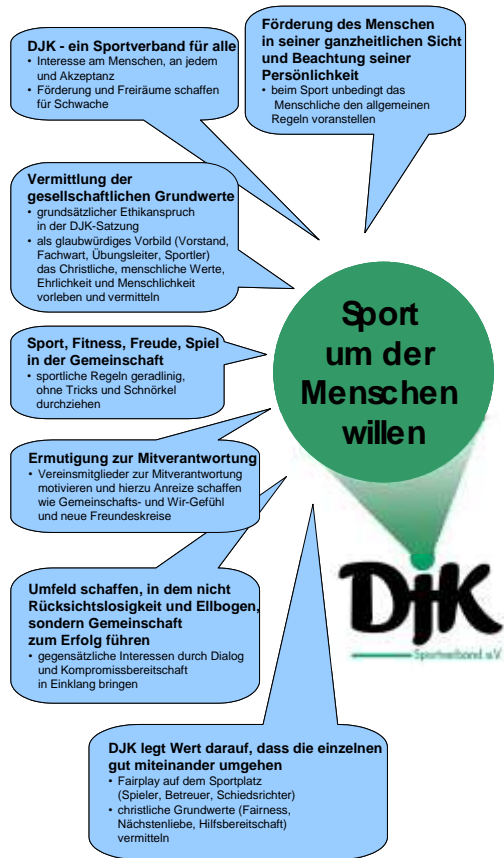 DJK - ein Sportverband für alle
• Interesse am Menschen, an jedem
und Akzeptanz
• Förderung und Freiräume schaffen
für Schwache
Förderung des Menschen
in seiner ganzheitlichen Sicht
und Beachtung seiner
Persönlichkeit
• beim Sport unbedingt das
Menschliche den allgemeinen
Regeln voranstellen
Vermittlung der
gesellschaftlichen Grundwerte
• grundsätzlicher Ethikanspruch
in der DJK-Satzung
• als glaubwürdiges Vorbild (Vorstand,
Fachwart, Übungsleiter, Sportler)
das Christliche, menschliche Werte,
Ehrlichkeit und Menschlichkeit
vorleben und vermitteln
Sport, Fitness, Freude, Spiel
in der Gemeinschaft
• sportliche Regeln geradlinig,
ohne Tricks und Schnörkel
durchziehen
Sport
um der
Menschen
willen
Ermutigung zur Mitverantwortung
• Vereinsmitglieder zur Mitverantwortung
motivieren und hierzu Anreize schaffen
wie Gemeinschafts- und Wir-Gefühl
und neue Freundeskreise
Umfeld schaffen, in dem nicht
Rücksichtslosigkeit und Ellbogen,
sondern Gemeinschaft
zum Erfolg führen
• gegensätzliche Interessen durch Dialog
und Kompromissbereitschaft
in Einklang bringen
DJK
Sportverband e.V.
DJK legt Wert darauf, dass die einzelnen
gut miteinander umgehen
• Fairplay auf dem Sportplatz
(Spieler, Betreuer, Schiedsrichter)
• christliche Grundwerte (Fairness,
Nächstenliebe, Hilfsbereitschaft)
vermitteln